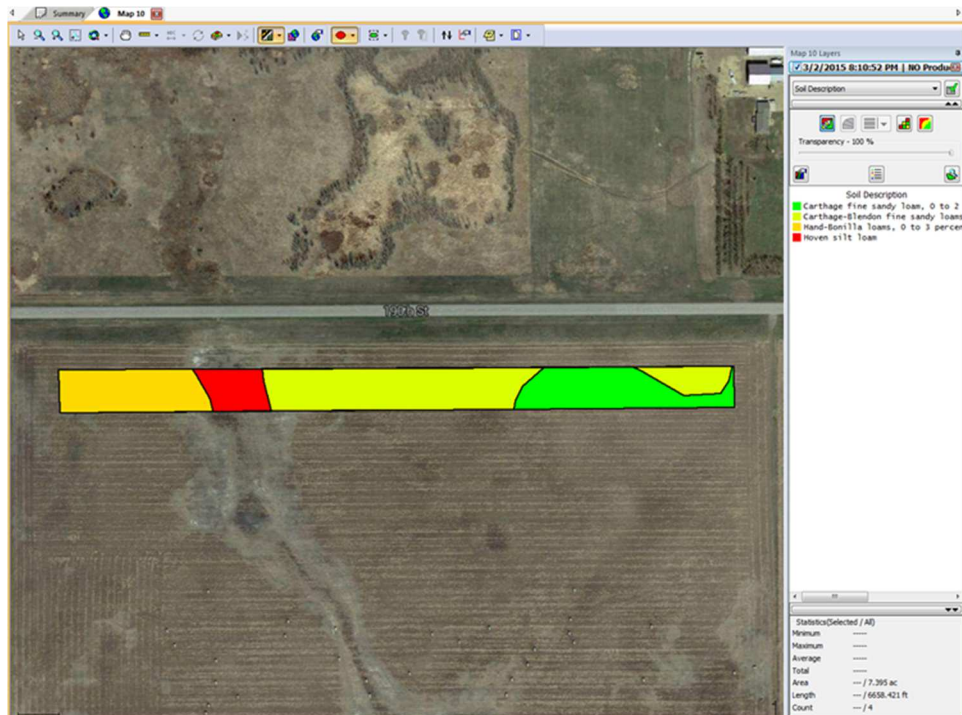 Summary
Map 10
Map 10 Layers
3/2/2015 8:10:52 PM | NO Produ
Soil Description
Transparency - 100 %
Soil Description
Carthage fine sandy loam, 0 to 2
Carthage-Blendon fine sandy loams
Hand-Bonilla loams, 0 to 3 percen
Hoven silt loam
199th St
Statistics(Selected / All)
Minimum ----
Maximum ----
Average ----
Total ----
Area --- / 7.395 ac
Length --- / 6658.421 ft
Count --- / 4